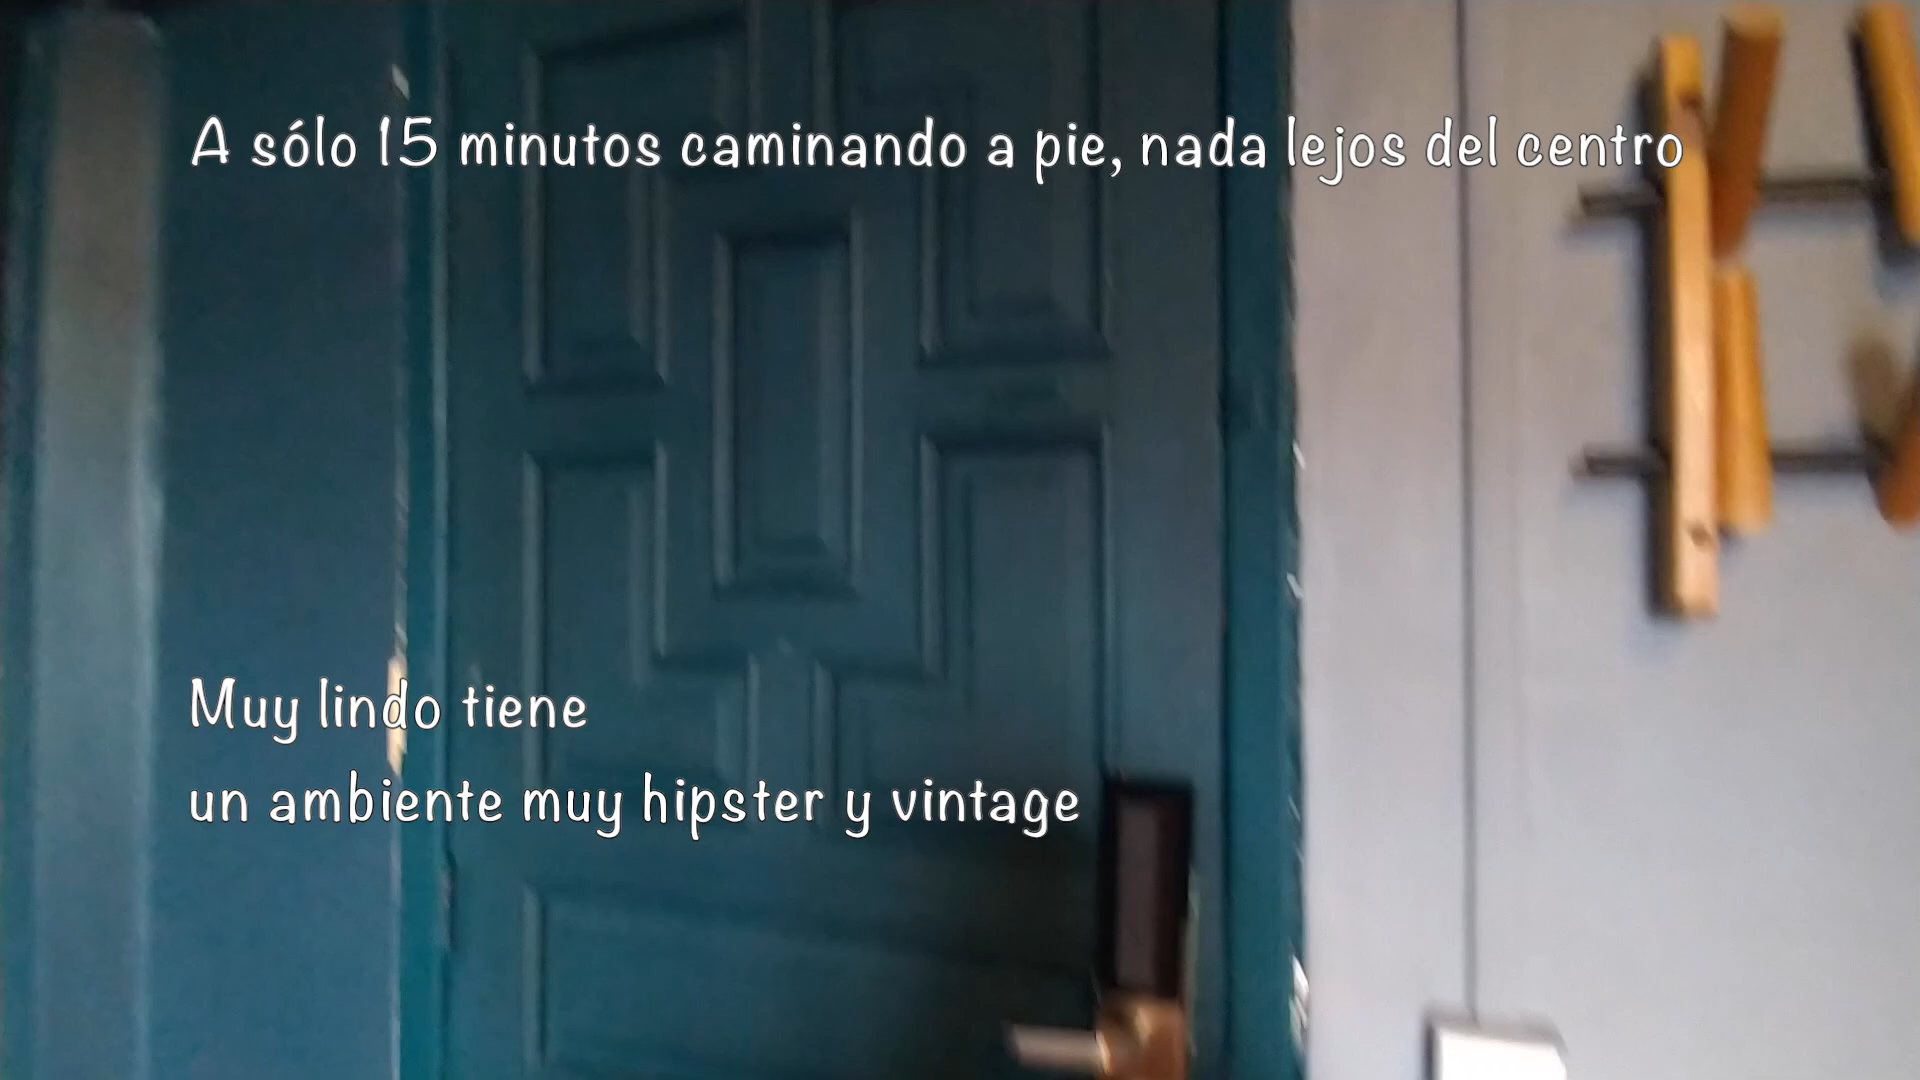 A sólo 15 minutos caminando a pie, nada lejos del centro
Muy lindo tiene
un ambiente muy hipster y vintage